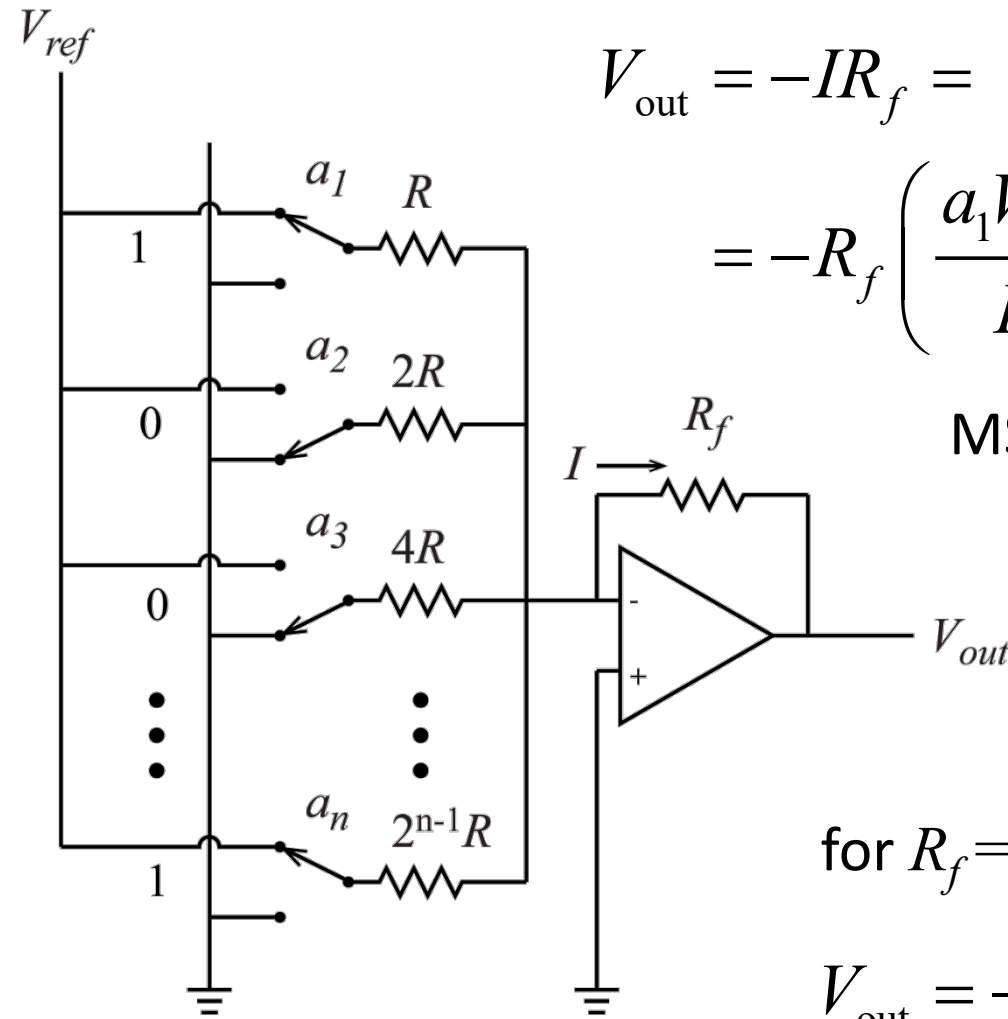 V_ref
V_out = −IR_f =
a_1 R
1
= −R_f ( a_1
a_2 2R
0
R_f
I
a_3 4R
0
-
+
V_out
a_n 2^{n-1}R
1
for R_f =
V_out = −